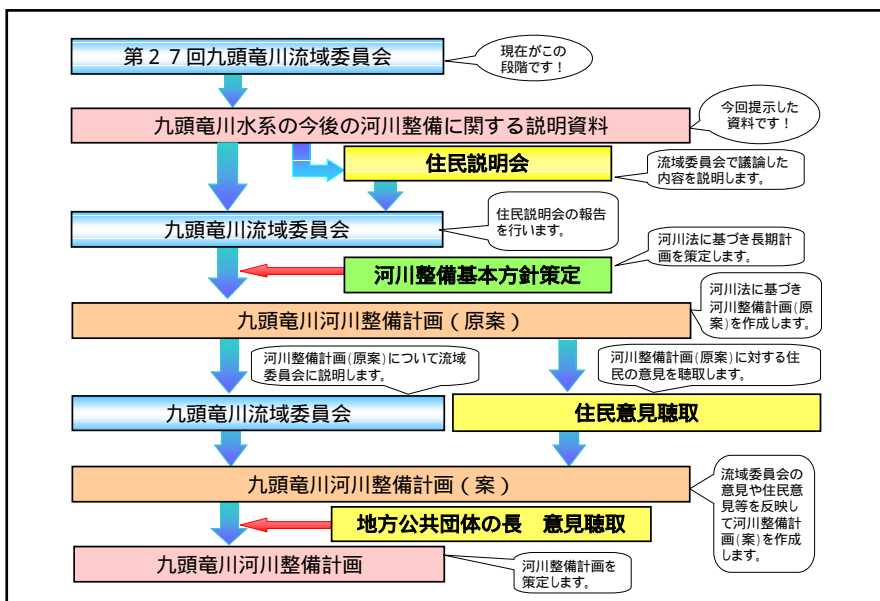 第２７回九頭竜川流域委員会
現在がこの
段階です！
今回提示した
資料です！
九頭竜川水系の今後の河川整備に関する説明資料
住民説明会
流域委員会で議論した
内容を説明します。
九頭竜川流域委員会
住民説明会の報告
を行います。
河川法に基づき長期計
画を策定します。
河川整備基本方針策定
河川法に基づき
河川整備計画(原
案)を作成します。
九頭竜川河川整備計画（原案）
河川整備計画(原案)について流域
委員会に説明します。
河川整備計画(原案)に対する住
民の意見を聴取します。
九頭竜川流域委員会
住民意見聴取
九頭竜川河川整備計画（案）
流域委員会の
意見や住民意
見等を反映し
て河川整備計
画(案)を作成
します。
地方公共団体の長　意見聴取
九頭竜川河川整備計画
河川整備計画を
策定します。